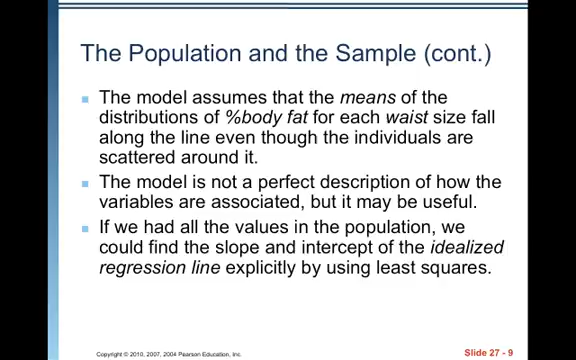 The Population and the Sample (cont.)
The model assumes that the means of the
distributions of %body fat for each waist size fall
along the line even though the individuals are
scattered around it.
The model is not a perfect description of how the
variables are associated, but it may be useful.
If we had all the values in the population, we
could find the slope and intercept of the idealized
regression line explicitly by using least squares.
Copyright © 2010, 2007, 2004 Pearson Education, Inc.
Slide 27 - 9